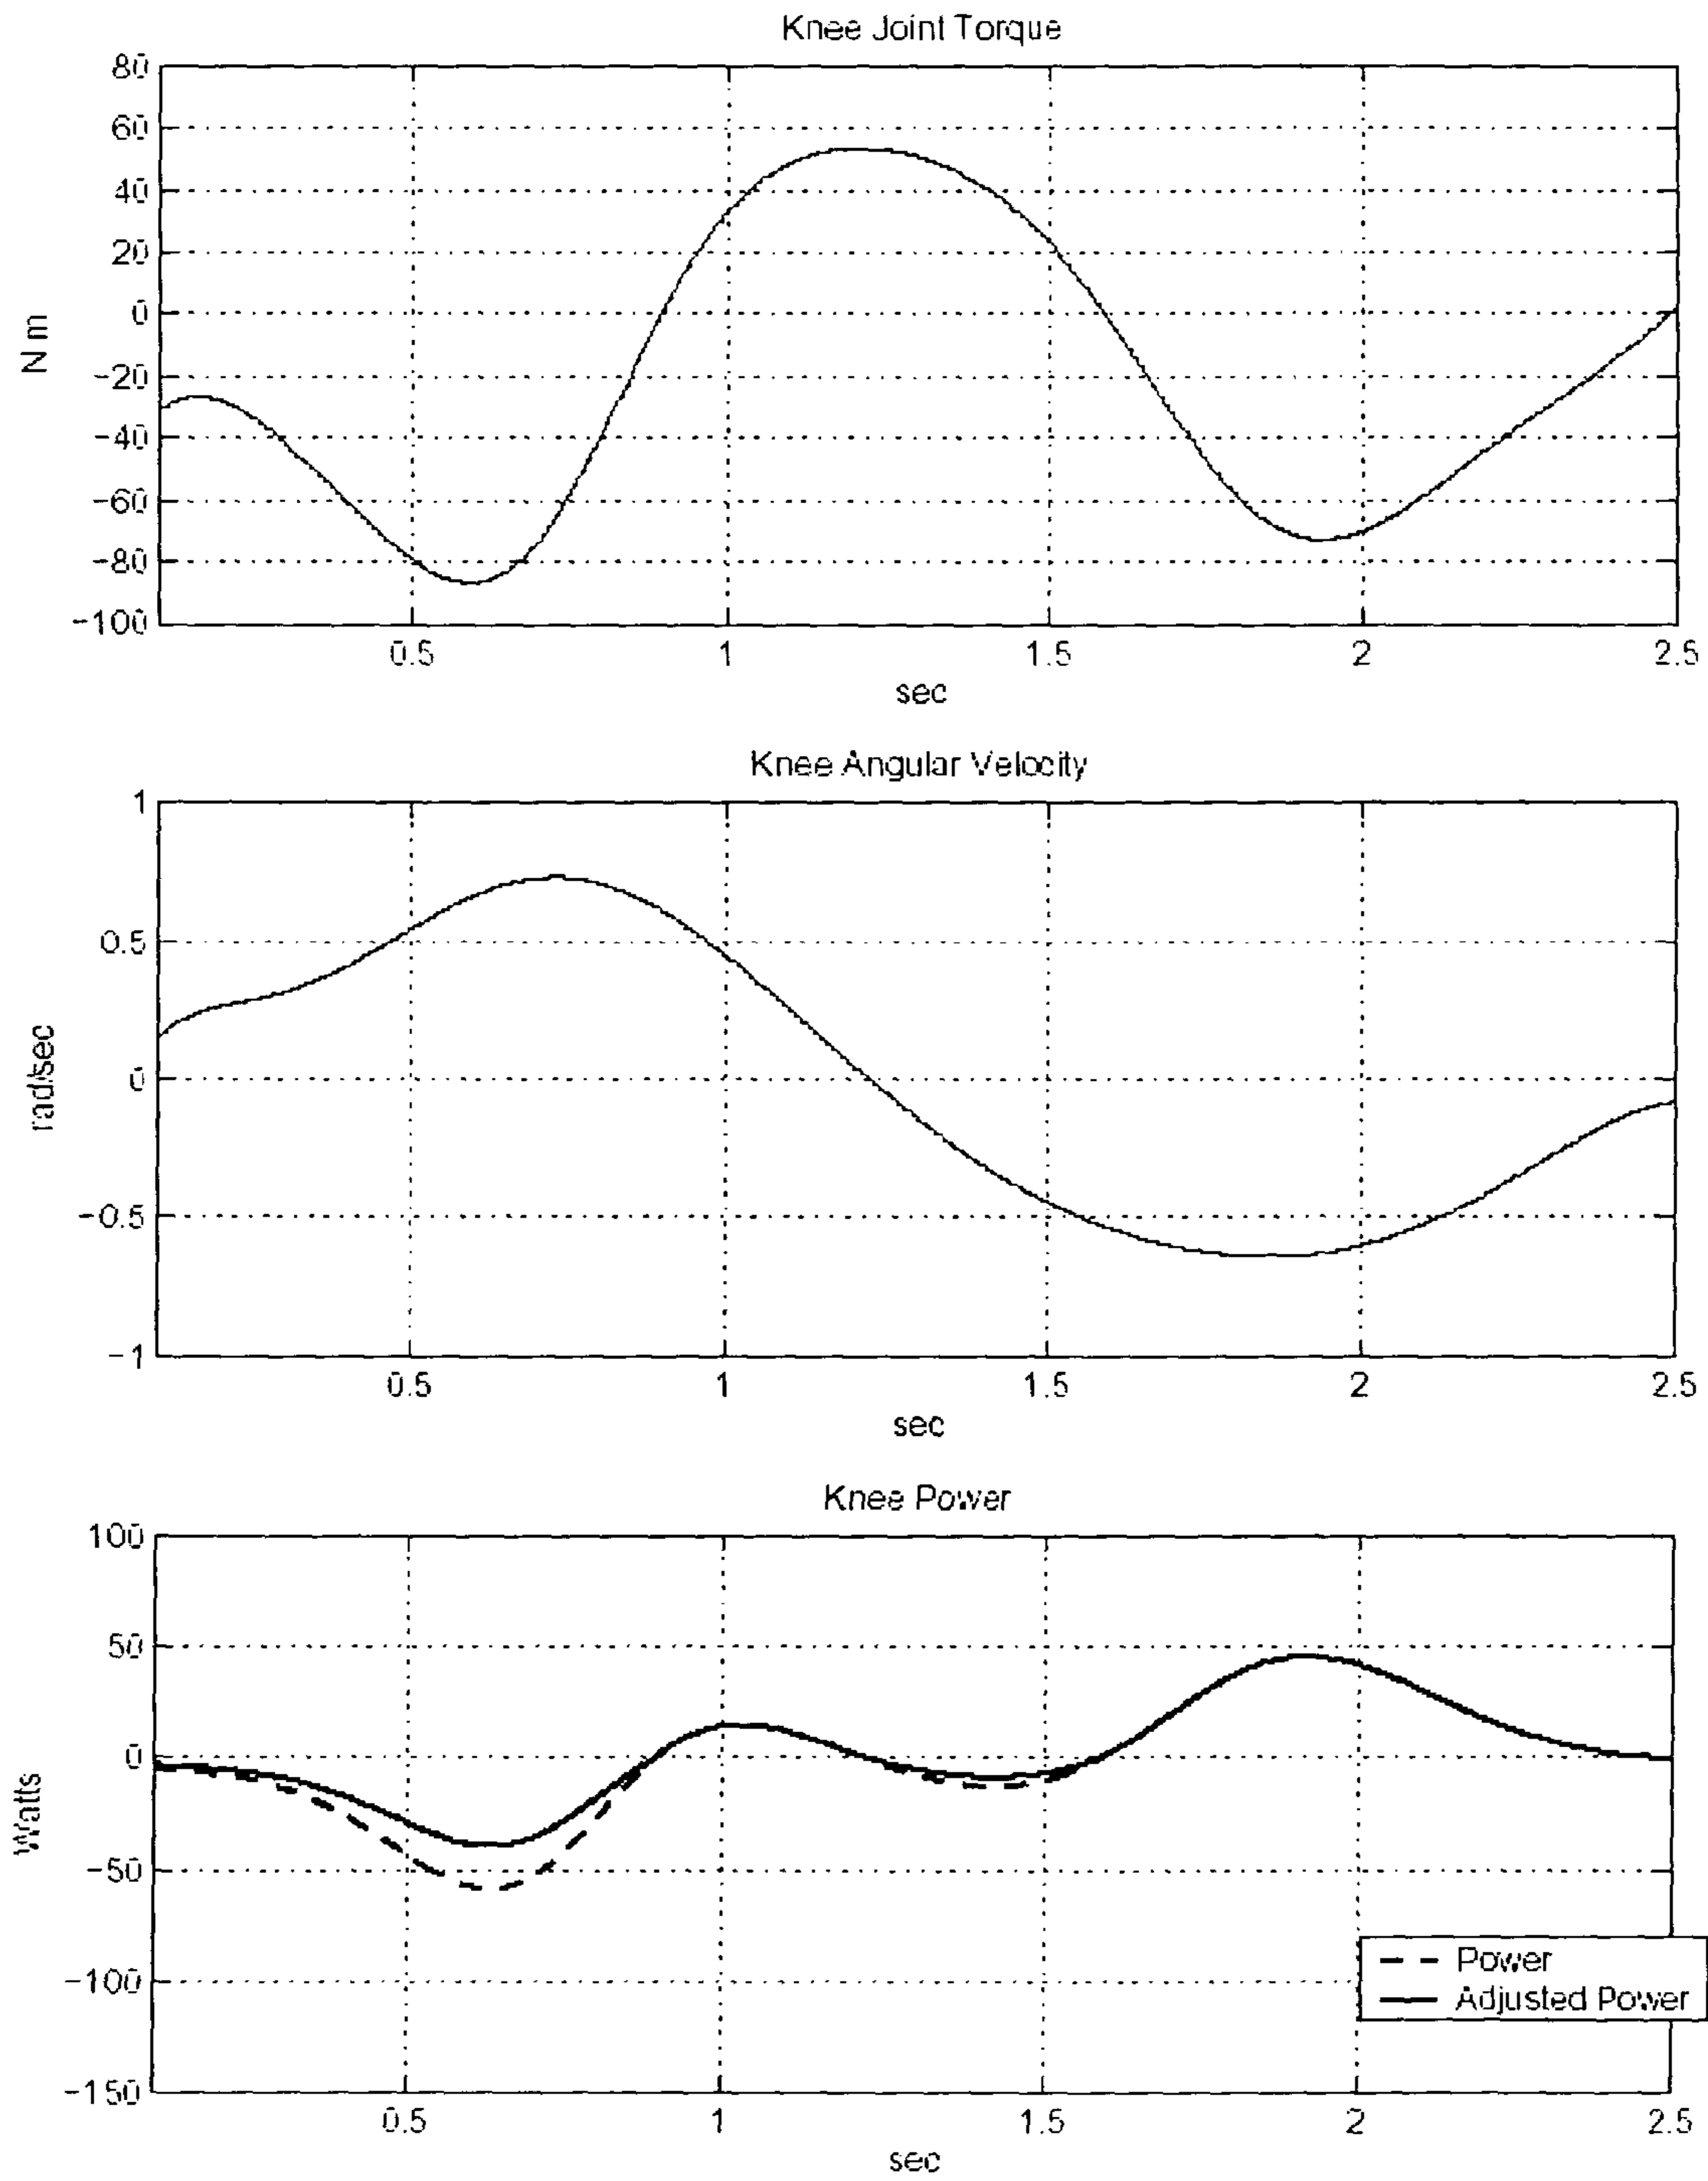 Knee Joint Torque
80
60
40
20
0
−20
−40
−60
−80
−100
N m
0.5 1 1.5 2 2.5
sec
Knee Angular Velocity
1
0.5
0
−0.5
−1
rad/sec
0.5 1 1.5 2 2.5
sec
Knee Power
100
50
0
−50
−100
−150
Watts
Power
Adjusted Power
0.5 1 1.5 2 2.5
sec